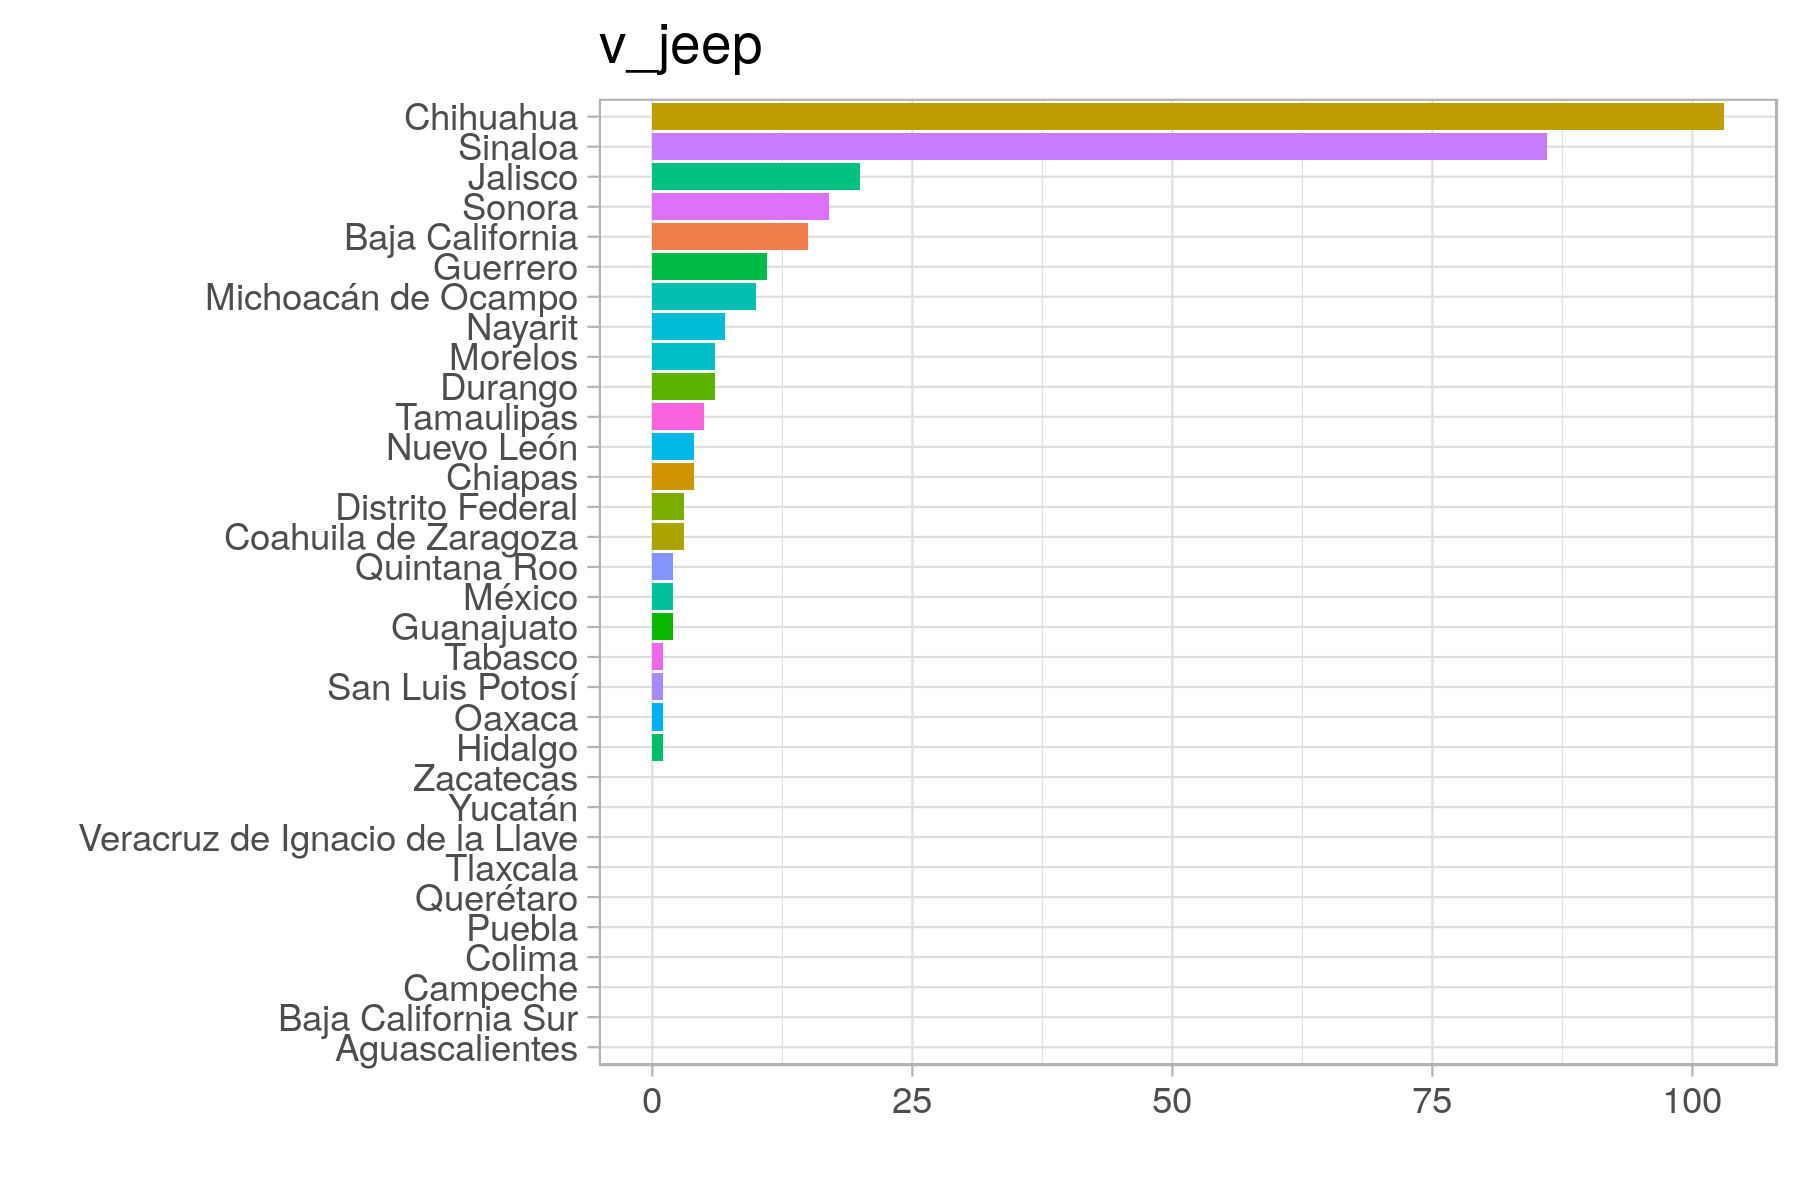 v_jeep
Chihuahua
Sinaloa
Jalisco
Sonora
Baja California
Guerrero
Michoacán de Ocampo
Nayarit
Morelos
Durango
Tamaulipas
Nuevo León
Chiapas
Distrito Federal
Coahuila de Zaragoza
Quintana Roo
México
Guanajuato
Tabasco
San Luis Potosí
Oaxaca
Hidalgo
Zacatecas
Yucatán
Veracruz de Ignacio de la Llave
Tlaxcala
Querétaro
Puebla
Colima
Campeche
Baja California Sur
Aguascalientes
0 25 50 75 100